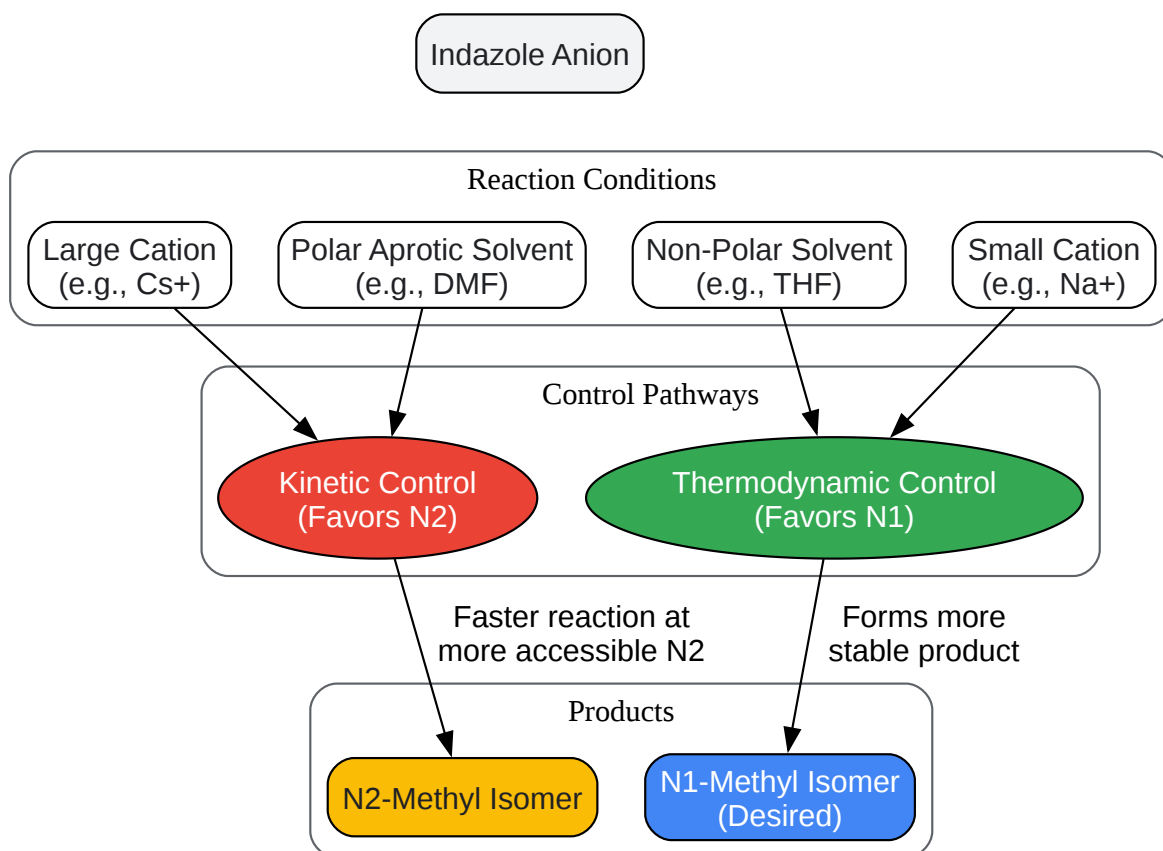 Indazole Anion
Reaction Conditions
Large Cation
(e.g., Cs+)
Polar Aprotic Solvent
(e.g., DMF)
Non-Polar Solvent
(e.g., THF)
Small Cation
(e.g., Na+)
Control Pathways
Kinetic Control
(Favors N2)
Thermodynamic Control
(Favors N1)
Faster reaction at
more accessible N2
Forms more
stable product
Products
N2-Methyl Isomer
N1-Methyl Isomer
(Desired)